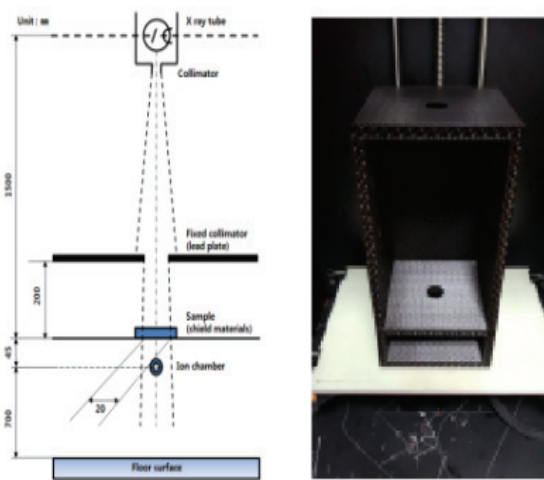 Unit : ㎜
X ray tube
Collimator
1500
Fixed collimator
(lead plate)
200
Sample
(shield materials)
45
Ion chamber
20
700
Floor surface